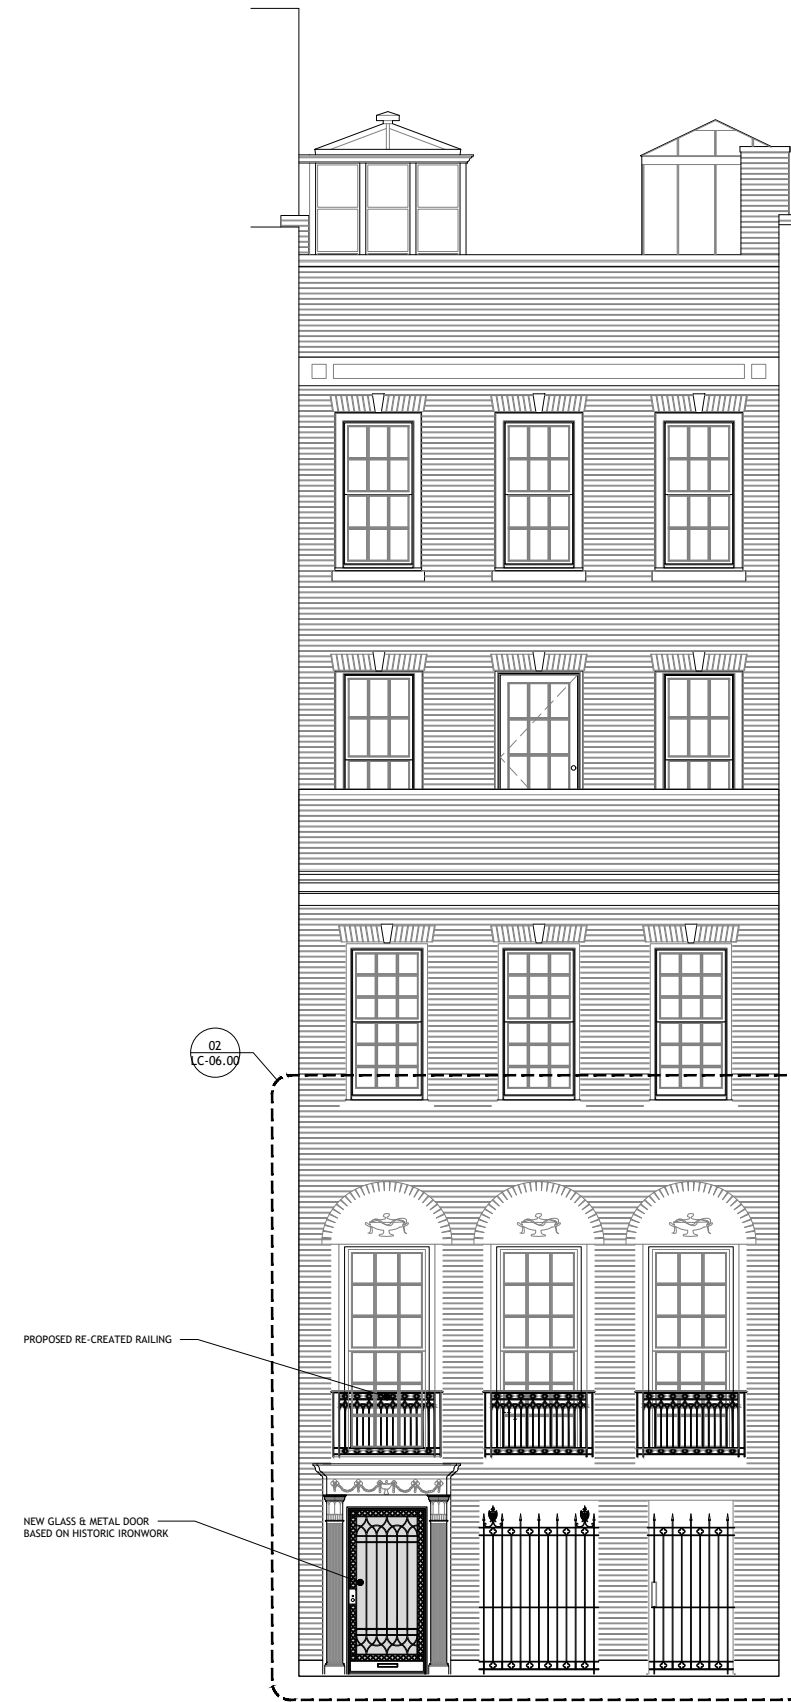 02
LC-06.00
PROPOSED RE-CREATED RAILING
NEW GLASS & METAL DOOR
BASED ON HISTORIC IRONWORK